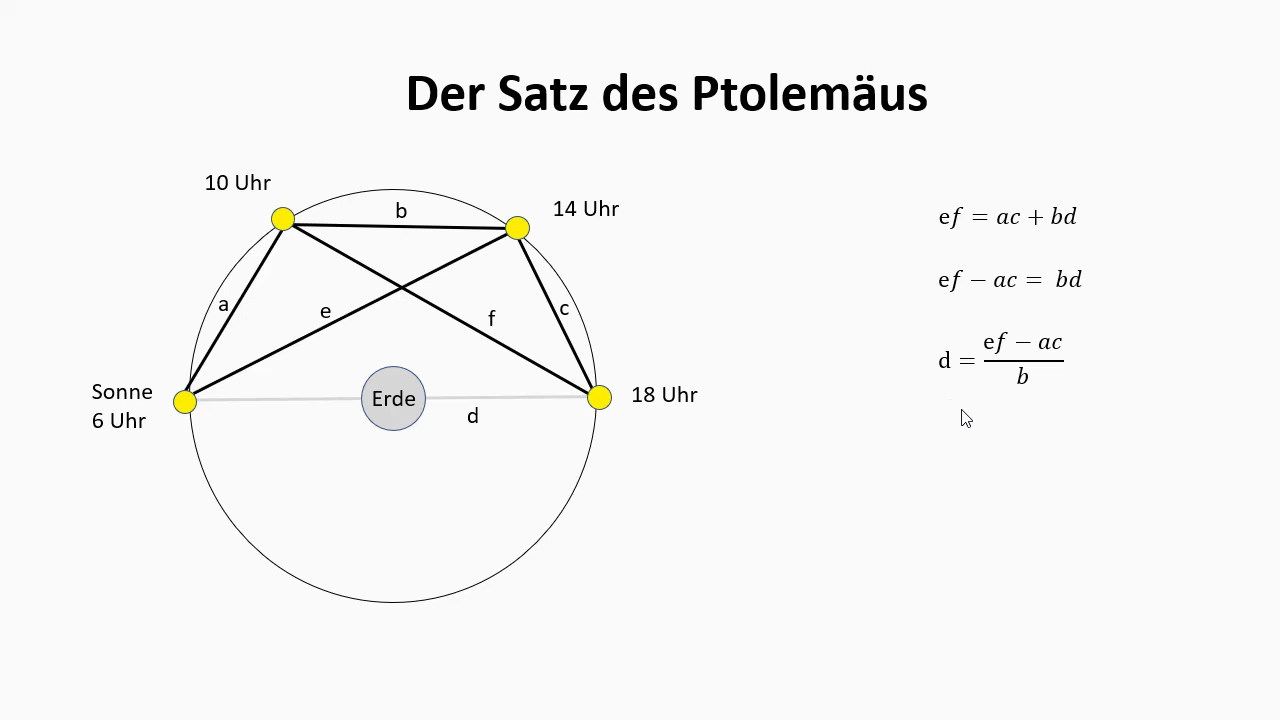 Der Satz des Ptolemäus
10 Uhr
b
14 Uhr
a
e
f
c
Sonne
6 Uhr
Erde
d
18 Uhr
ef = ac + bd
ef − ac = bd
d = \frac{ef − ac}{b}